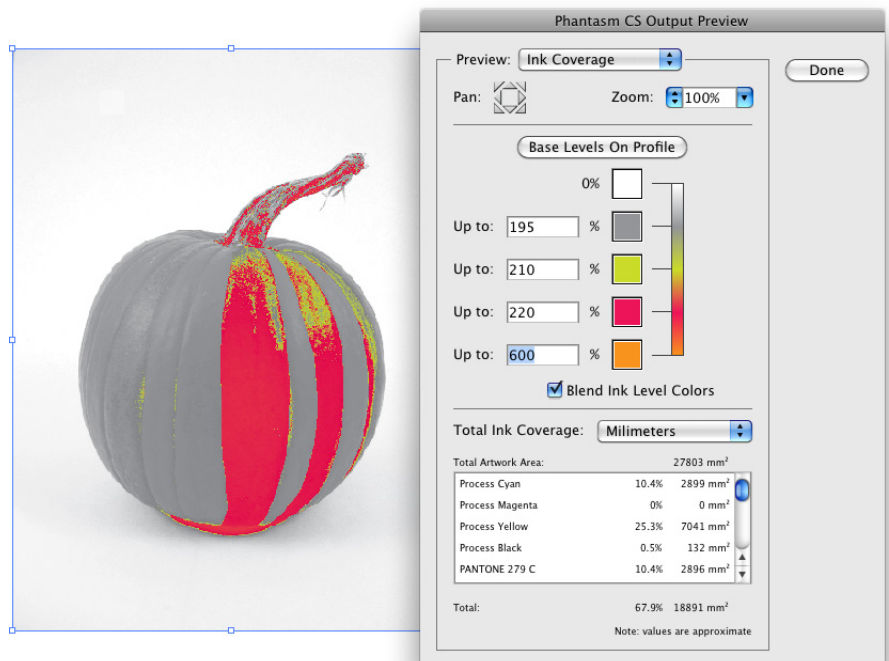 Phantasm CS Output Preview
Preview: Ink Coverage
Done
Pan: Zoom: 100%
Base Levels On Profile
0%
Up to: 195 %
Up to: 210 %
Up to: 220 %
Up to: 600 %
Blend Ink Level Colors
Total Ink Coverage: Milimeters
Total Artwork Area: 27803 mm²
Process Cyan 10.4% 2899 mm²
Process Magenta 0% 0 mm²
Process Yellow 25.3% 7041 mm²
Process Black 0.5% 132 mm²
PANTONE 279 C 10.4% 2896 mm²
Total: 67.9% 18891 mm²
Note: values are approximate